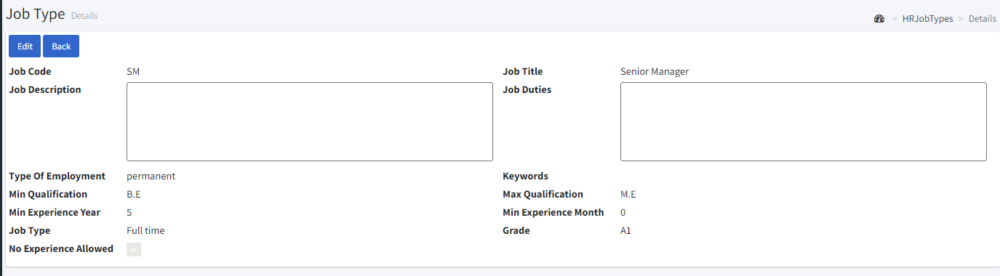 Job Type Details
> HRJobTypes > Details
Edit Back
Job Code SM Job Title Senior Manager
Job Description Job Duties
Type Of Employment permanent Keywords
Min Qualification B.E Max Qualification M.E
Min Experience Year 5 Min Experience Month 0
Job Type Full time Grade A1
No Experience Allowed